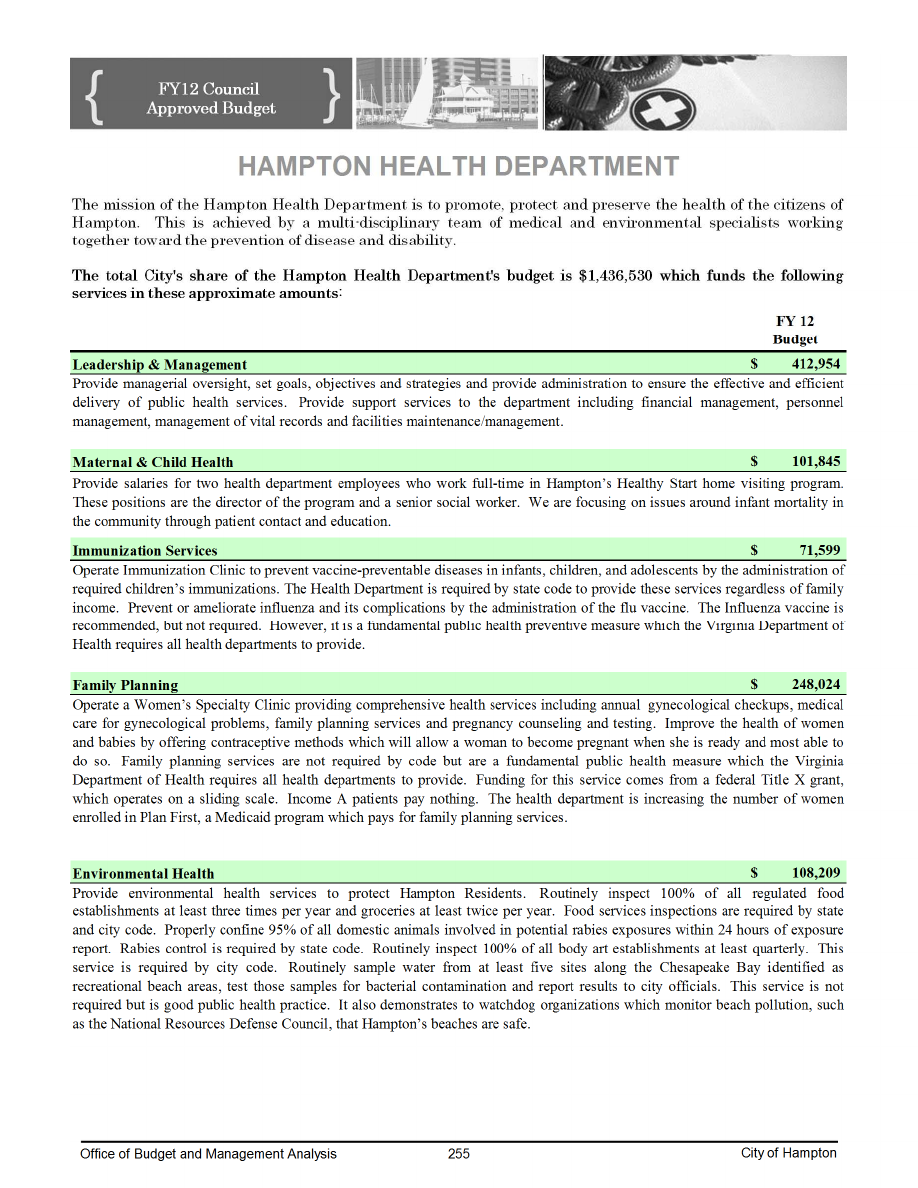 FY12 Council
Approved Budget
HAMPTON HEALTH DEPARTMENT
The mission of the Hampton Health Department is to promote, protect and preserve the health of the citizens of
Hampton. This is achieved by a multi-disciplinary team of medical and environmental specialists working
together toward the prevention of disease and disability.
The total City's share of the Hampton Health Department's budget is $1,436,530 which funds the following
services in these approximate amounts:
FY 12
Budget
Leadership & Management $ 412,954
Provide managerial oversight, set goals, objectives and strategies and provide administration to ensure the effective and efficient
delivery of public health services. Provide support services to the department including financial management, personnel
management, management of vital records and facilities maintenance/management.
Maternal & Child Health $ 101,845
Provide salaries for two health department employees who work full-time in Hampton’s Healthy Start home visiting program.
These positions are the director of the program and a senior social worker. We are focusing on issues around infant mortality in
the community through patient contact and education.
Immunization Services $ 71,599
Operate Immunization Clinic to prevent vaccine-preventable diseases in infants, children, and adolescents by the administration of
required children’s immunizations. The Health Department is required by state code to provide these services regardless of family
income. Prevent or ameliorate influenza and its complications by the administration of the flu vaccine. The Influenza vaccine is
recommended, but not required. However, it is a fundamental public health preventive measure which the Virginia Department of
Health requires all health departments to provide.
Family Planning $ 248,024
Operate a Women’s Specialty Clinic providing comprehensive health services including annual gynecological checkups, medical
care for gynecological problems, family planning services and pregnancy counseling and testing. Improve the health of women
and babies by offering contraceptive methods which will allow a woman to become pregnant when she is ready and most able to
do so. Family planning services are not required by code but are a fundamental public health measure which the Virginia
Department of Health requires all health departments to provide. Funding for this service comes from a federal Title X grant,
which operates on a sliding scale. Income A patients pay nothing. The health department is increasing the number of women
enrolled in Plan First, a Medicaid program which pays for family planning services.
Environmental Health $ 108,209
Provide environmental health services to protect Hampton Residents. Routinely inspect 100% of all regulated food
establishments at least three times per year and groceries at least twice per year. Food services inspections are required by state
and city code. Properly confine 95% of all domestic animals involved in potential rabies exposures within 24 hours of exposure
report. Rabies control is required by state code. Routinely inspect 100% of all body art establishments at least quarterly. This
service is required by city code. Routinely sample water from at least five sites along the Chesapeake Bay identified as
recreational beach areas, test those samples for bacterial contamination and report results to city officials. This service is not
required but is good public health practice. It also demonstrates to watchdog organizations which monitor beach pollution, such
as the National Resources Defense Council, that Hampton’s beaches are safe.
Office of Budget and Management Analysis 255 City of Hampton